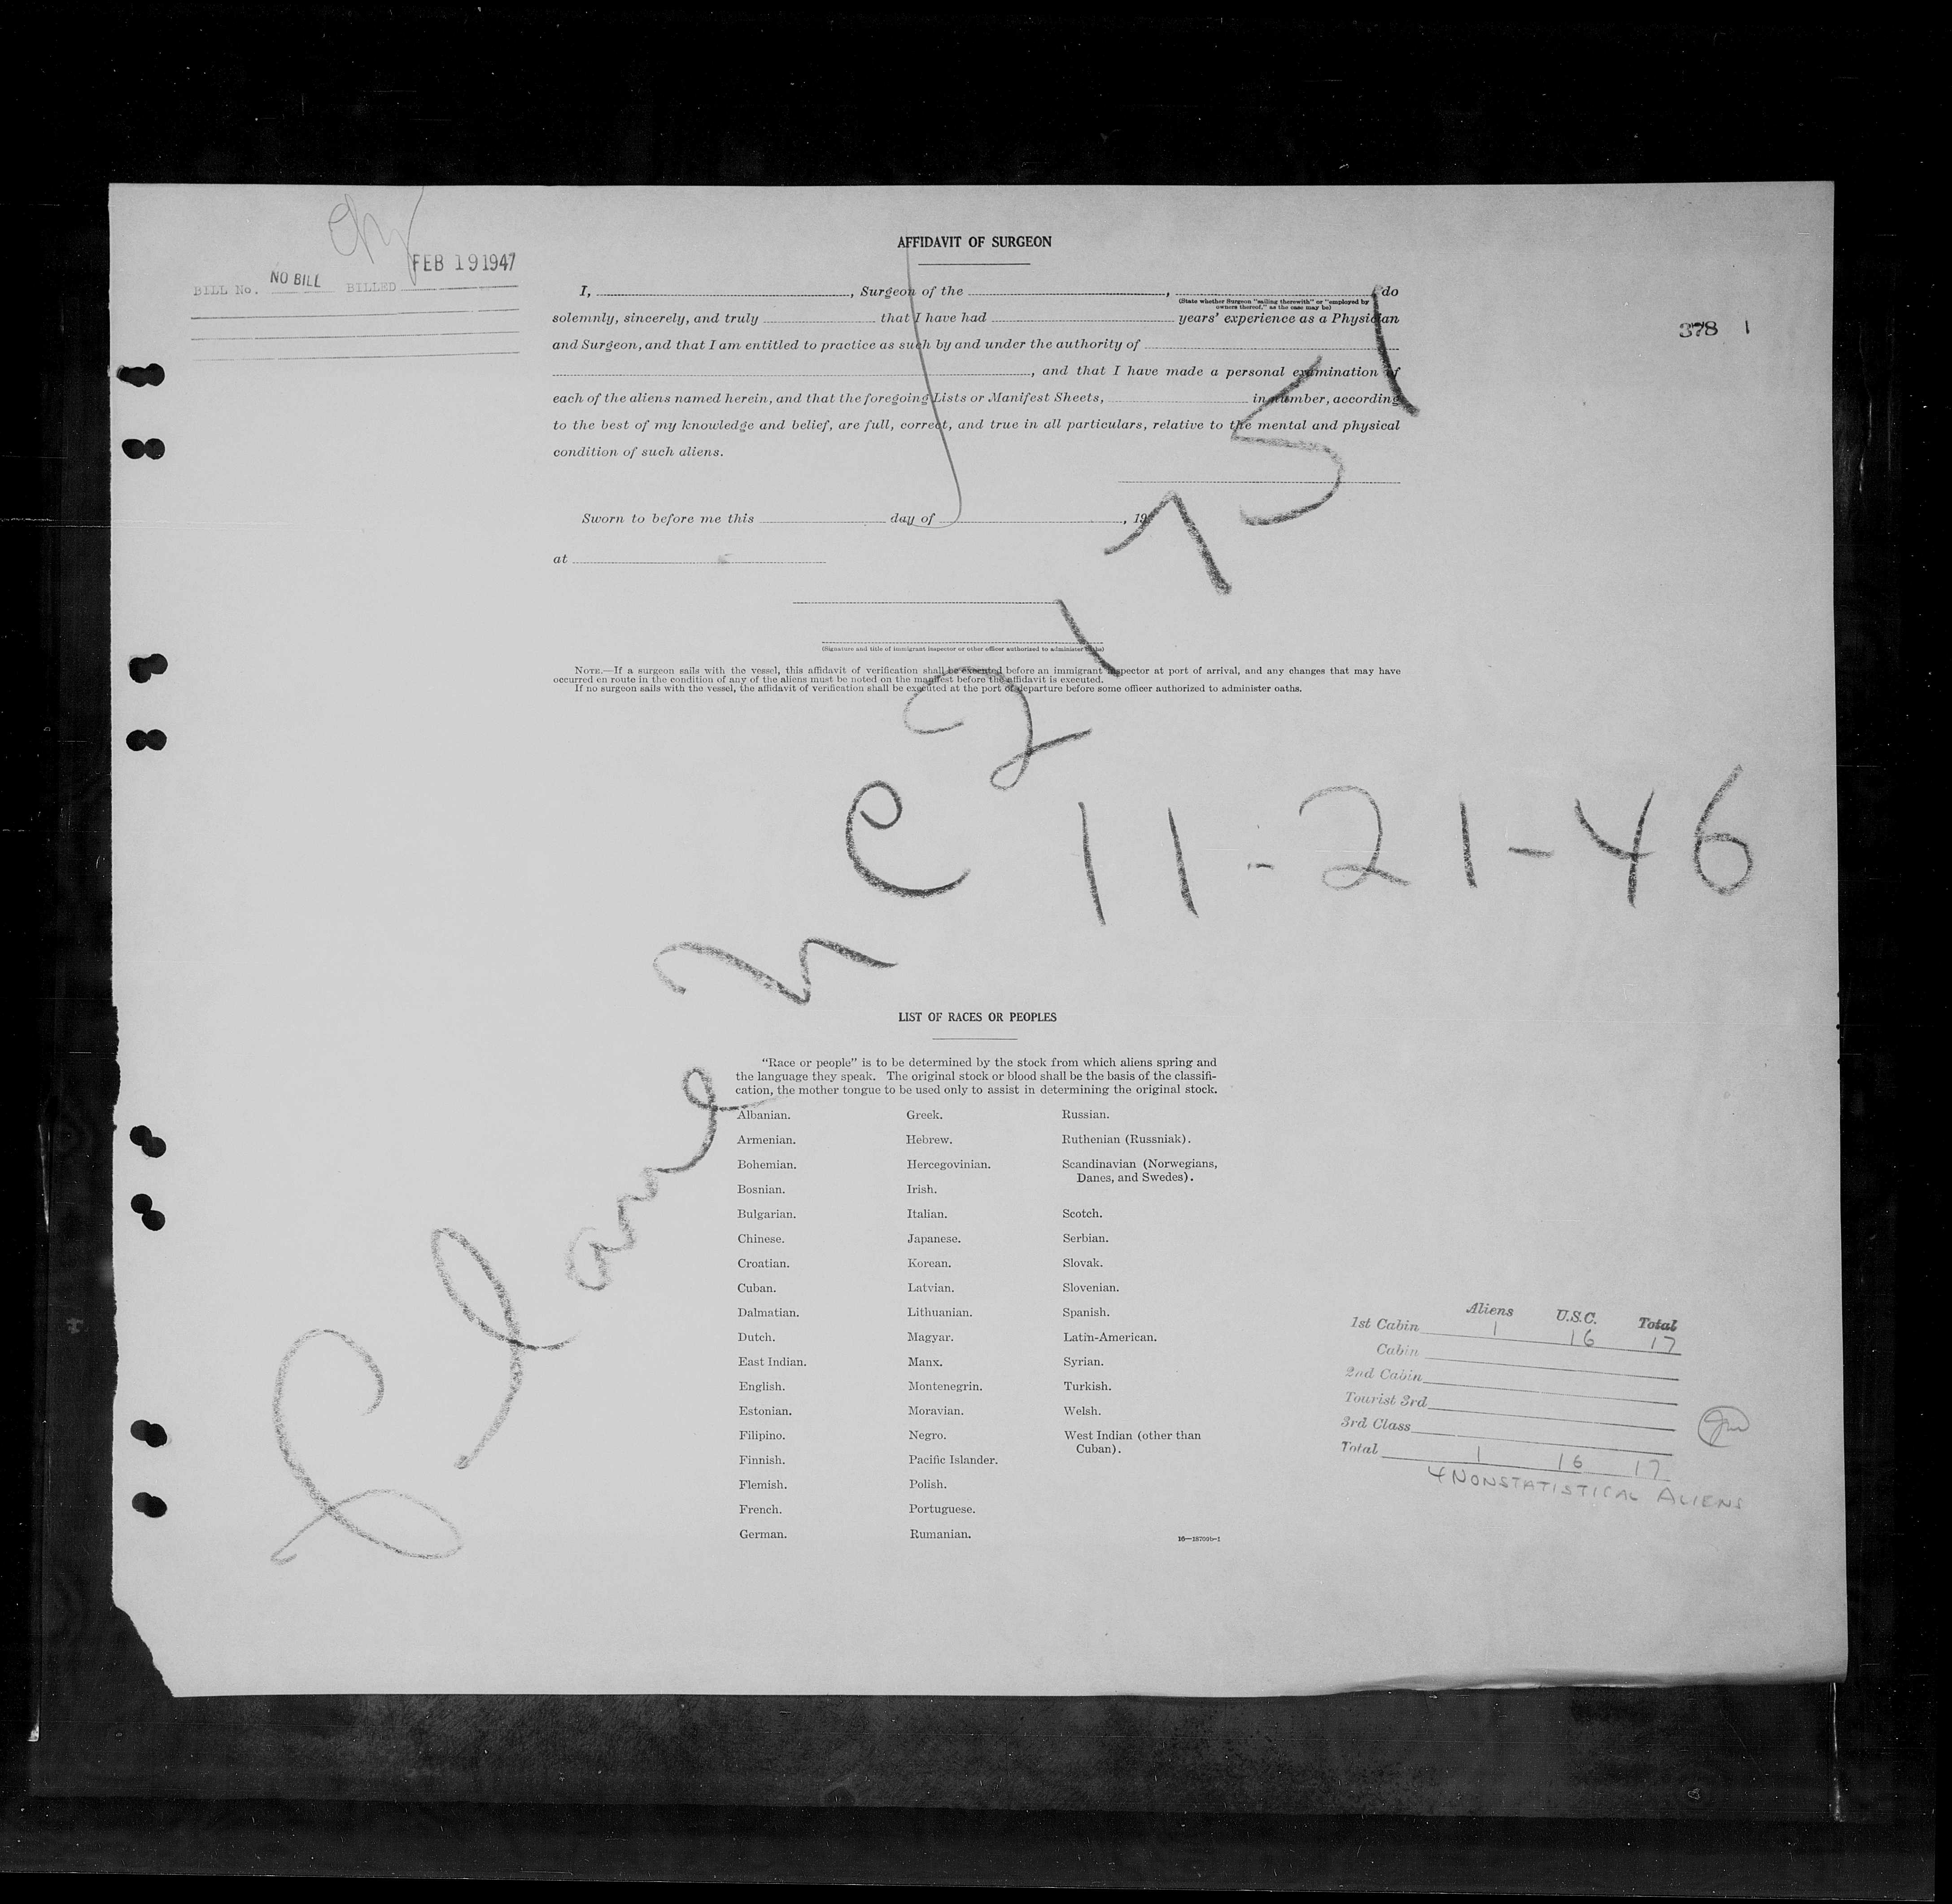 FEB 19 1947
BILL No. NO BILL BILLED
378 1
AFFIDAVIT OF SURGEON
I, , Surgeon of the , do
(State whether Surgeon "sailing therewith" or "employed by
owners thereof," as the case may be)
solemnly, sincerely, and truly that I have had years' experience as a Physician
and Surgeon, and that I am entitled to practice as such by and under the authority of
, and that I have made a personal examination of
each of the aliens named herein, and that the foregoing Lists or Manifest Sheets, in number, according
to the best of my knowledge and belief, are full, correct, and true in all particulars, relative to the mental and physical
condition of such aliens.
Sworn to before me this day of , 19
at
(Signature and title of immigrant inspector or other officer authorized to administer oaths)
NOTE.—If a surgeon sails with the vessel, this affidavit of verification shall be executed before an immigrant inspector at port of arrival, and any changes that may have
occurred en route in the condition of any of the aliens must be noted on the manifest before the affidavit is executed.
If no surgeon sails with the vessel, the affidavit of verification shall be executed at the port of departure before some officer authorized to administer oaths.
Plane NC
11-21-46
LIST OF RACES OR PEOPLES
"Race or people" is to be determined by the stock from which aliens spring and
the language they speak. The original stock or blood shall be the basis of the classifi-
cation, the mother tongue to be used only to assist in determining the original stock.
Albanian. Greek. Russian.
Armenian. Hebrew. Ruthenian (Russniak).
Bohemian. Hercegovinian. Scandinavian (Norwegians,
Danes, and Swedes).
Bosnian. Irish.
Bulgarian. Italian. Scotch.
Chinese. Japanese. Serbian.
Croatian. Korean. Slovak.
Cuban. Latvian. Slovenian.
Dalmatian. Lithuanian. Spanish.
Dutch. Magyar. Latin-American.
East Indian. Manx. Syrian.
English. Montenegrin. Turkish.
Estonian. Moravian. Welsh.
Filipino. Negro. West Indian (other than
Cuban).
Finnish. Pacific Islander.
Flemish. Polish.
French. Portuguese.
German. Rumanian.
16—18700b-1
Aliens U.S.C. Total
1st Cabin 1 16 17
Cabin
2nd Cabin
Tourist 3rd
3rd Class
Total 1 16 17
4 NONSTATISTICAL ALIENS